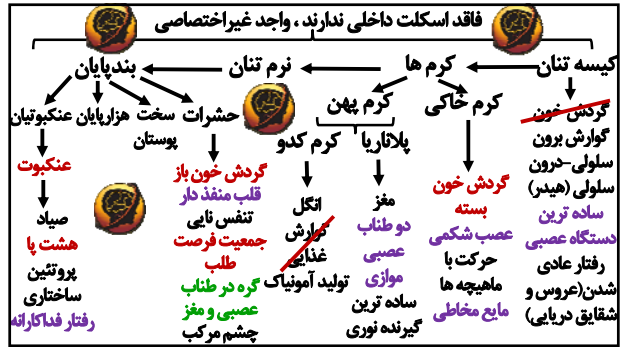 فاقد اسکلت داخلی ندارند، واجد غیراختصاصی
کیسه تنان
کرم ها
نرم تنان
بندپایان
گردش خون
گوارش برون
سلولی-درون
سلولی (هیدر)
ساده ترین
دستگاه عصبی
رفتار عادی
شدن(عروس و
شقایق دریایی)
کرم خاکی
گردش خون
بسته
عصب شکمی
حرکت با
ماهیچه ها
مایع مخاطی
کرم پهن
پلاناریا
مغز
دو طناب
عصبی
موازی
ساده ترین
گیرنده نوری
کرم کدو
انگل
گوارش
غذایی
تولید آمونیاک
حشرات
گردش خون باز
قلب منفذ دار
تنفس نایی
جمعیت فرصت
طلب
گره در طناب
عصبی و مغز
چشم مرکب
سخت
پوستان
هزارپایان
عنکبوتیان
عنکبوت
صیاد
هشت پا
پروتئین
ساختاری
رفتار فداکارانه